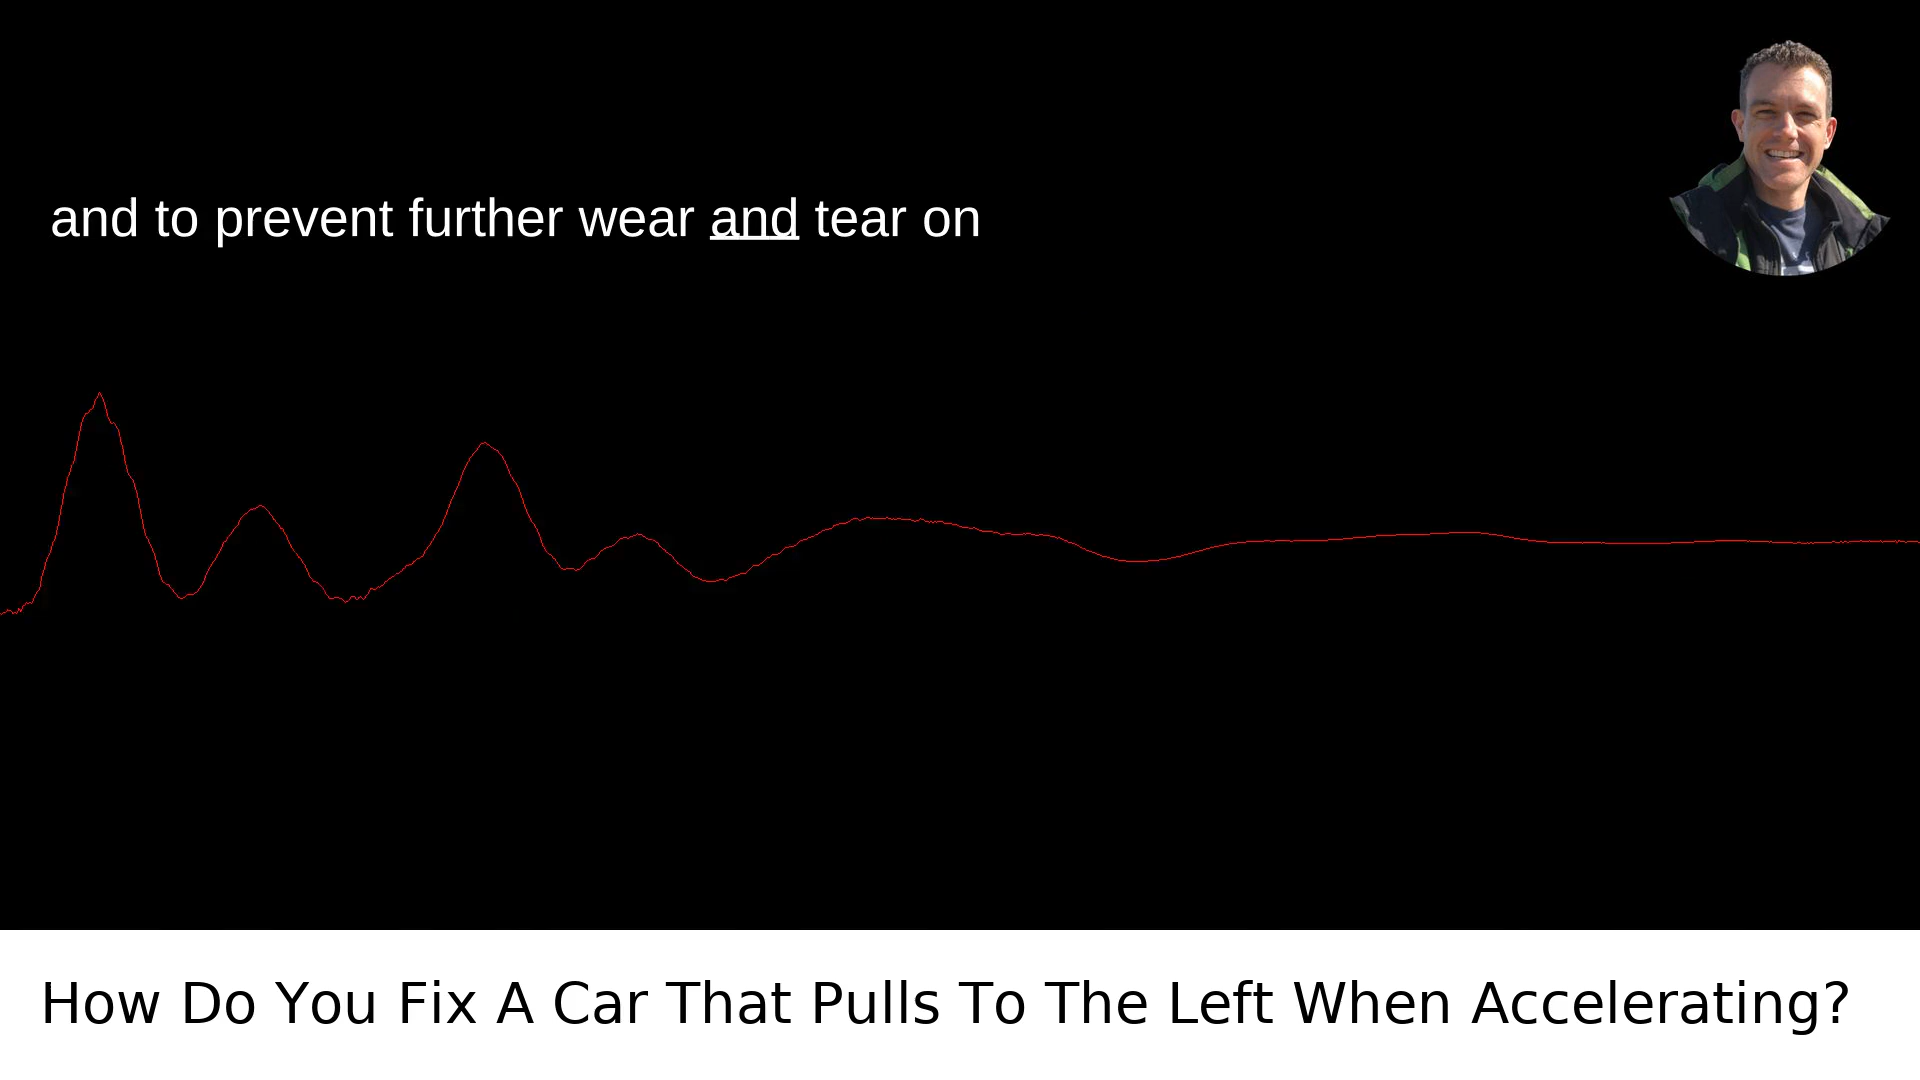 and to prevent further wear and tear on
How Do You Fix A Car That Pulls To The Left When Accelerating?